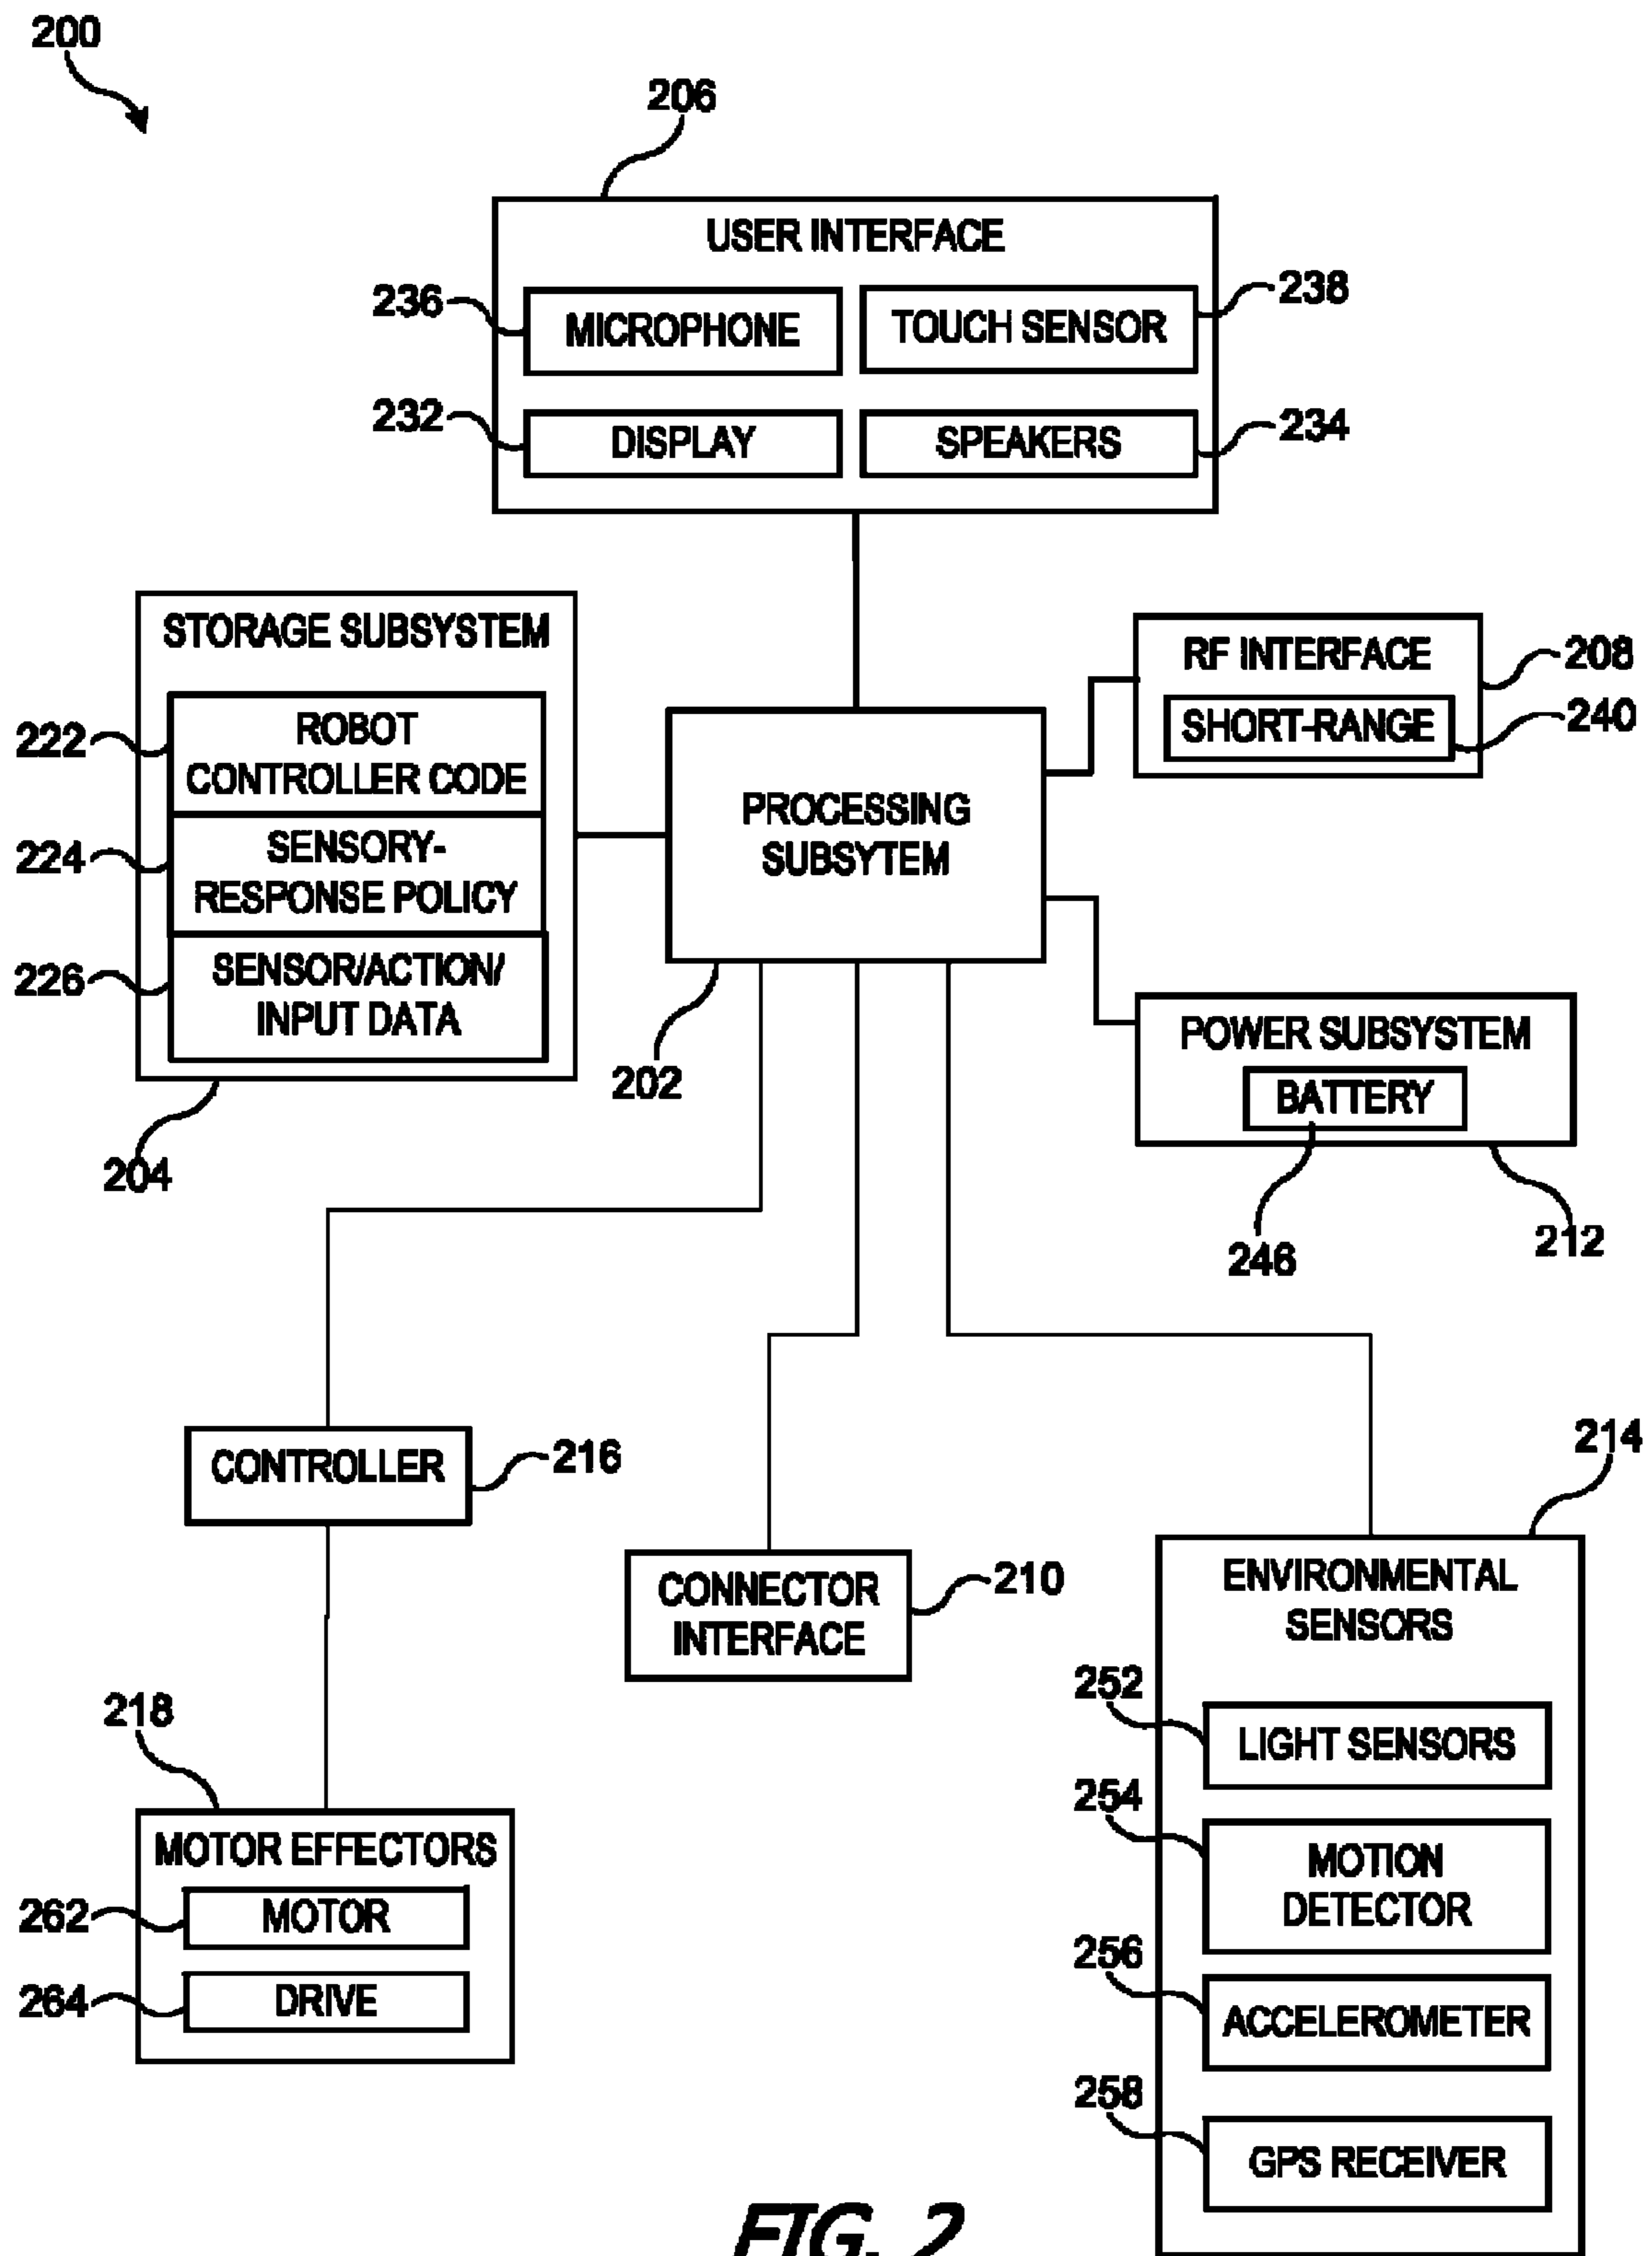 200
206
USER INTERFACE
236
MICROPHONE
TOUCH SENSOR
238
232
DISPLAY
SPEAKERS
234
STORAGE SUBSYSTEM
222
ROBOT
CONTROLLER CODE
224
SENSORY-
RESPONSE POLICY
226
SENSOR/ACTION/
INPUT DATA
204
PROCESSING
SUBSYTEM
202
RF INTERFACE
208
SHORT-RANGE
240
POWER SUBSYSTEM
BATTERY
246
212
CONTROLLER
216
CONNECTOR
INTERFACE
210
214
ENVIRONMENTAL
SENSORS
252
LIGHT SENSORS
254
MOTION
DETECTOR
256
ACCELEROMETER
258
GPS RECEIVER
218
MOTOR EFFECTORS
262
MOTOR
264
DRIVE
FIG. 2